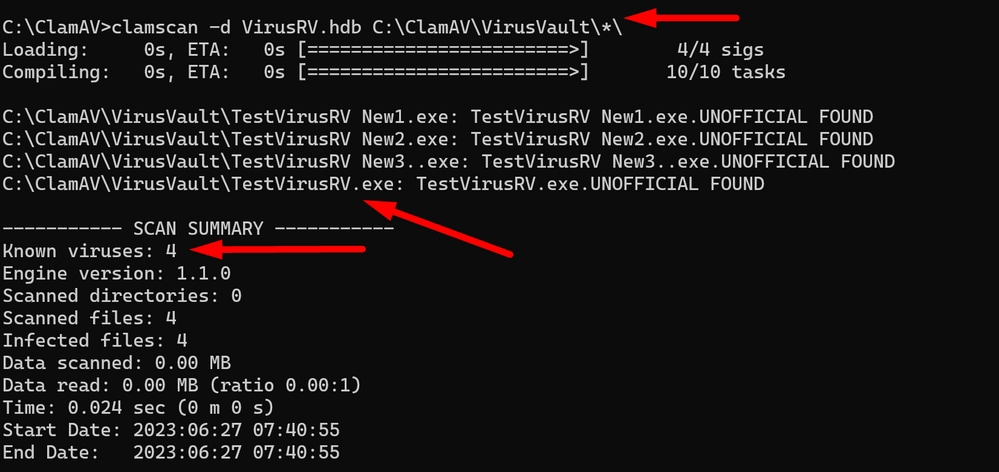 C:\ClamAV>clamscan -d VirusRV.hdb C:\ClamAV\VirusVault\*\
Loading:     0s, ETA:   0s [========================>]        4/4 sigs
Compiling:   0s, ETA:   0s [========================>]       10/10 tasks
C:\ClamAV\VirusVault\TestVirusRV New1.exe: TestVirusRV New1.exe.UNOFFICIAL FOUND
C:\ClamAV\VirusVault\TestVirusRV New2.exe: TestVirusRV New2.exe.UNOFFICIAL FOUND
C:\ClamAV\VirusVault\TestVirusRV New3..exe: TestVirusRV New3..exe.UNOFFICIAL FOUND
C:\ClamAV\VirusVault\TestVirusRV.exe: TestVirusRV.exe.UNOFFICIAL FOUND
----------- SCAN SUMMARY -----------
Known viruses: 4
Engine version: 1.1.0
Scanned directories: 0
Scanned files: 4
Infected files: 4
Data scanned: 0.00 MB
Data read: 0.00 MB (ratio 0.00:1)
Time: 0.024 sec (0 m 0 s)
Start Date: 2023:06:27 07:40:55
End Date:   2023:06:27 07:40:55